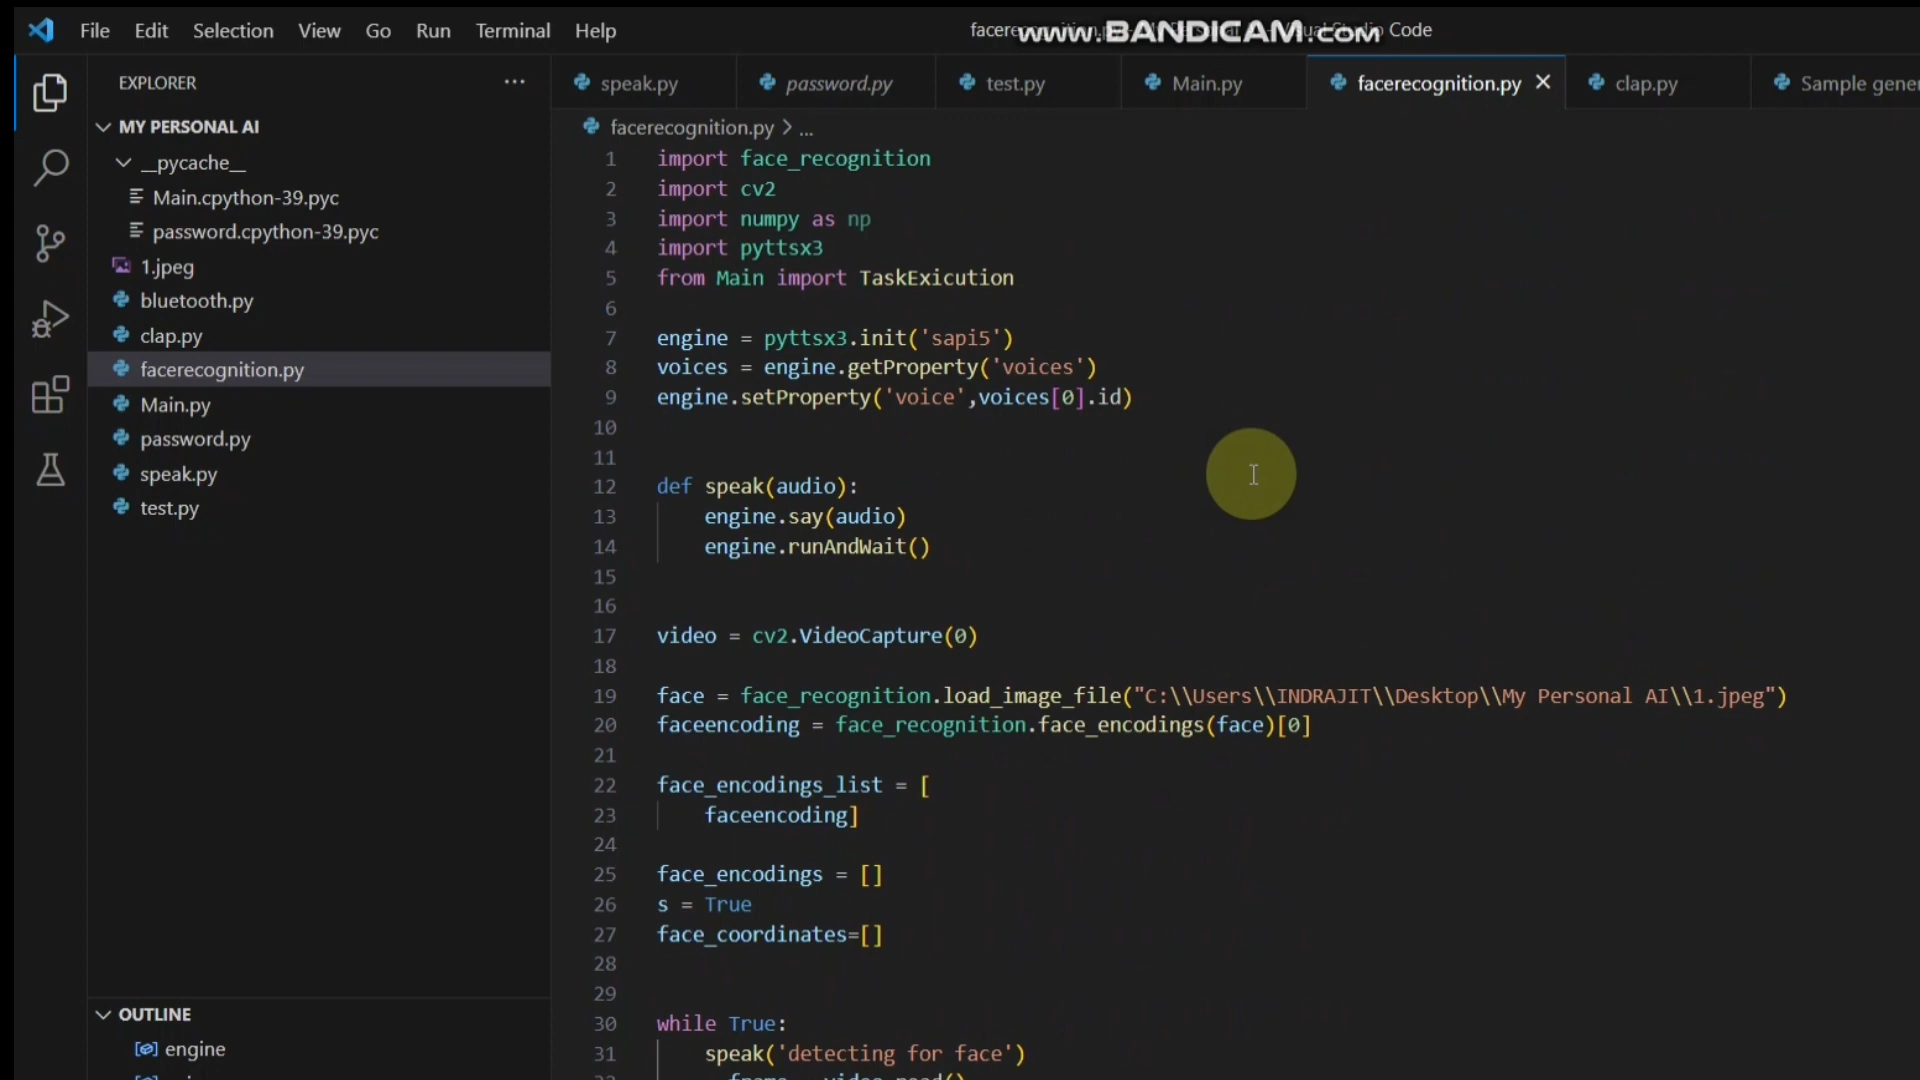 File Edit Selection View Go Run Terminal Help
www.BANDICAM.com
Code
EXPLORER
MY PERSONAL AI
__pycache__
Main.cpython-39.pyc
password.cpython-39.pyc
1.jpeg
bluetooth.py
clap.py
facerecognition.py
Main.py
password.py
speak.py
test.py
OUTLINE
engine
speak.py password.py test.py Main.py facerecognition.py clap.py Sample
facerecognition.py > ...
1 import face_recognition
2 import cv2
3 import numpy as np
4 import pyttsx3
5 from Main import TaskExicution
6
7 engine = pyttsx3.init('sapi5')
8 voices = engine.getProperty('voices')
9 engine.setProperty('voice',voices[0].id)
10
11
12 def speak(audio):
13     engine.say(audio)
14     engine.runAndWait()
15
16
17 video = cv2.VideoCapture(0)
18
19 face = face_recognition.load_image_file("C:\\Users\\INDRAJIT\\Desktop\\My Personal AI\\1.jpeg")
20 faceencoding = face_recognition.face_encodings(face)[0]
21
22 face_encodings_list = [
23     faceencoding]
24
25 face_encodings = []
26 s = True
27 face_coordinates=[]
28
29
30 while True:
31     speak('detecting for face')